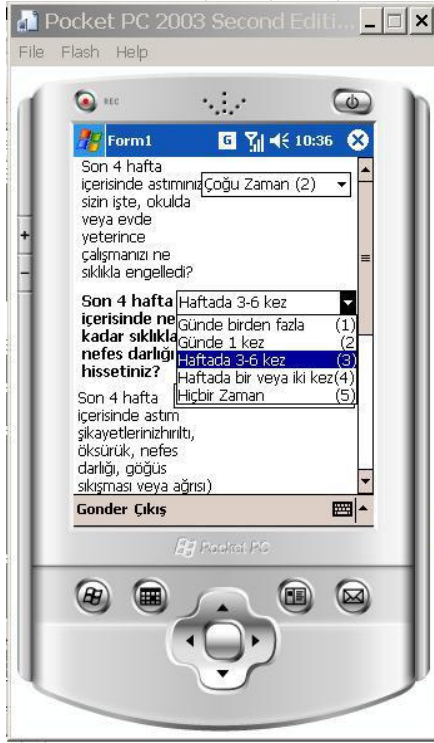 Pocket PC 2003 Second Editi...
File Flash Help
REC
Form1 G 10:36
Son 4 hafta
içerisinde astımınız Çoğu Zaman (2)
sizin işte, okulda
veya evde
yeterince
çalışmanızı ne
sıklıkla engelledi?
Son 4 hafta Haftada 3-6 kez
içerisinde ne
kadar sıklıkla
nefes darlığı
hissetiniz?
Günde birden fazla (1)
Günde 1 kez (2
Haftada 3-6 kez (3)
Haftada bir veya iki kez(4)
Hiçbir Zaman (5)
Son 4 hafta
içerisinde astım
şikayetlerinizhırıltı,
öksürük, nefes
darlığı, göğüs
sıkışması veya ağrısı)
Gonder Çıkış
Pocket PC